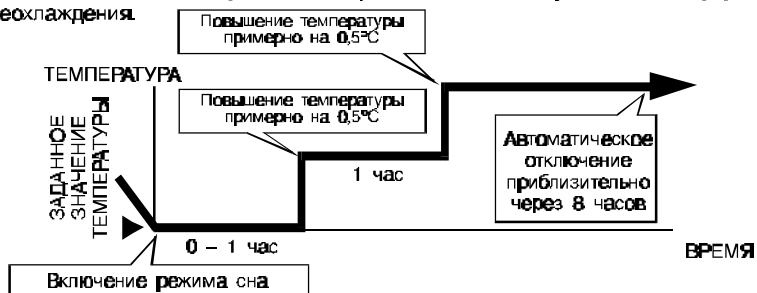 еохлаждения.
Повышение температуры
примерно на 0,5°C
ТЕМПЕРАТУРА
Повышение температуры
примерно на 0,5°C
ЗАДАННОЕ
ЗНАЧЕНИЕ
ТЕМПЕРАТУРЫ
Автоматическое
отключение
приблизительно
через 8 часов
1 час
0 – 1 час
ВРЕМЯ
Включение режима сна